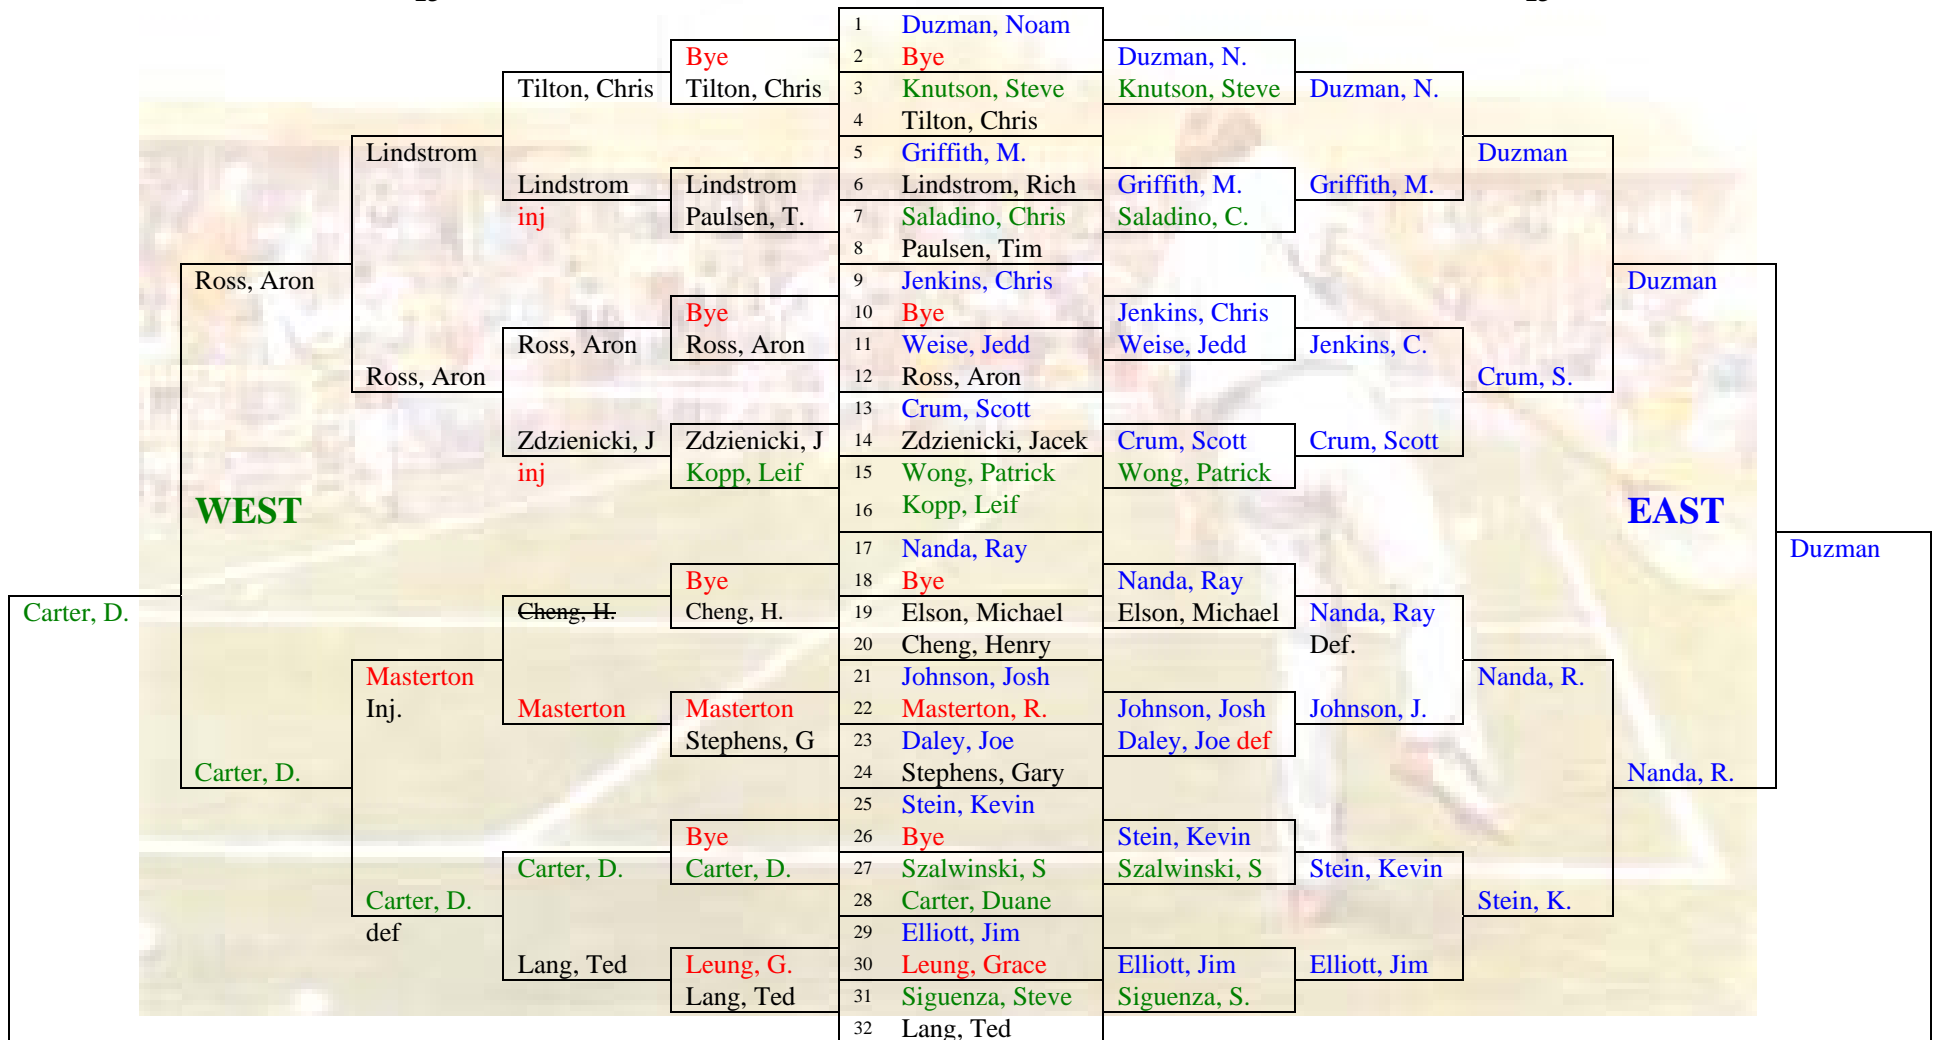 1 Duzman, Noam
Bye 2 Bye Duzman, N.
Tilton, Chris Tilton, Chris 3 Knutson, Steve Knutson, Steve Duzman, N.
4 Tilton, Chris
Lindstrom 5 Griffith, M. Duzman
Lindstrom Lindstrom 6 Lindstrom, Rich Griffith, M. Griffith, M.
inj Paulsen, T. 7 Saladino, Chris Saladino, C.
8 Paulsen, Tim
Ross, Aron 9 Jenkins, Chris Duzman
Bye 10 Bye Jenkins, Chris
Ross, Aron Ross, Aron 11 Weise, Jedd Weise, Jedd Jenkins, C.
Ross, Aron 12 Ross, Aron Crum, S.
13 Crum, Scott
Zdzienicki, J Zdzienicki, J 14 Zdzienicki, Jacek Crum, Scott Crum, Scott
inj Kopp, Leif 15 Wong, Patrick Wong, Patrick
WEST 16 Kopp, Leif EAST
17 Nanda, Ray Duzman
Bye 18 Bye Nanda, Ray
Carter, D. Cheng, H. Cheng, H. 19 Elson, Michael Elson, Michael Nanda, Ray
20 Cheng, Henry Def.
Masterton 21 Johnson, Josh Nanda, R.
Inj. Masterton Masterton 22 Masterton, R. Johnson, Josh Johnson, J.
Stephens, G 23 Daley, Joe Daley, Joe def
Carter, D. 24 Stephens, Gary Nanda, R.
25 Stein, Kevin
Bye 26 Bye Stein, Kevin
Carter, D. Carter, D. 27 Szalwinski, S Szalwinski, S Stein, Kevin
Carter, D. 28 Carter, Duane Stein, K.
def 29 Elliott, Jim
Lang, Ted Leung, G. 30 Leung, Grace Elliott, Jim Elliott, Jim
Lang, Ted 31 Siguenza, Steve Siguenza, S.
32 Lang, Ted